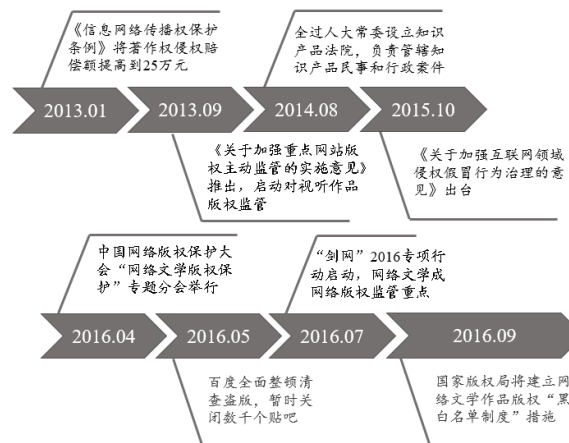 《信息网络传播权保护
条例》将著作权侵权赔
偿额提高到25万元
全过人大常委设立知识
产品法院，负责管辖知
识产品民事和行政案件
2013.01
2013.09
2014.08
2015.10
《关于加强重点网站版
权主动监管的实施意见》
推出，启动对视听作品
版权监管
《关于加强互联网领域
侵权假冒行为治理的意
见》出台
中国网络版权保护大
会“网络文学版权保
护”专题分会举行
“剑网”2016专项行
动启动，网络文学成
网络版权监管重点
2016.04
2016.05
2016.07
2016.09
百度全面整顿清
查盗版，暂时关
闭数千个贴吧
国家版权局将建立网
络文学作品版权“黑
白名单制度”措施